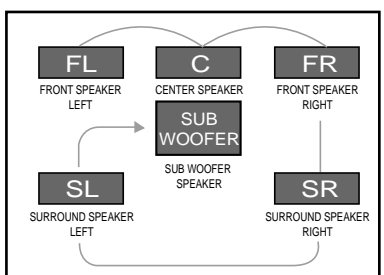 FL
C
FR
FRONT SPEAKER
LEFT
CENTER SPEAKER
FRONT SPEAKER
RIGHT
SUB
WOOFER
SUB WOOFER
SPEAKER
SL
SR
SURROUND SPEAKER
LEFT
SURROUND SPEAKER
RIGHT